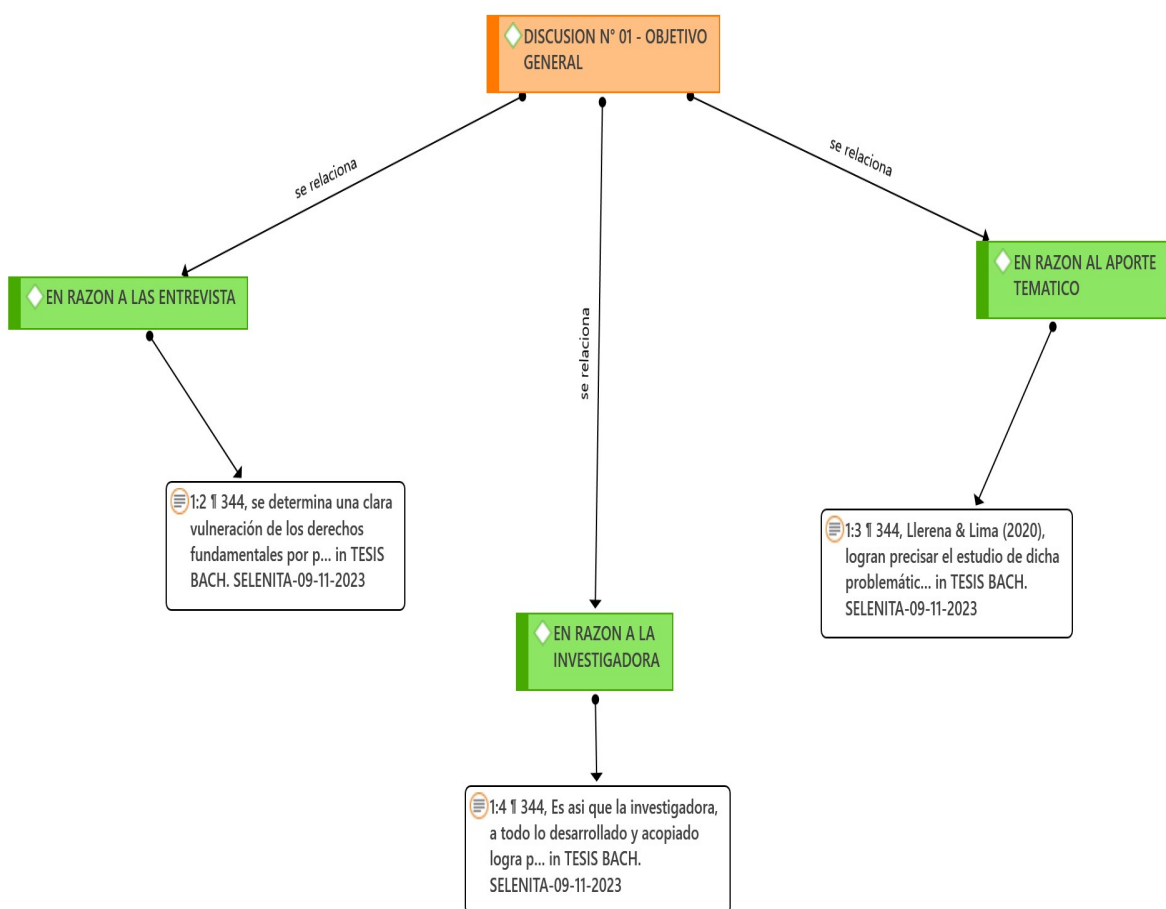 DISCUSION N° 01 - OBJETIVO
GENERAL
se relaciona
se relaciona
se relaciona
EN RAZON A LAS ENTREVISTA
EN RAZON AL APORTE
TEMATICO
1:2 ¶ 344, se determina una clara
vulneración de los derechos
fundamentales por p... in TESIS
BACH. SELENITA-09-11-2023
1:3 ¶ 344, Llerena & Lima (2020),
logran precisar el estudio de dicha
problemátic... in TESIS BACH.
SELENITA-09-11-2023
EN RAZON A LA
INVESTIGADORA
1:4 ¶ 344, Es asi que la investigadora,
a todo lo desarrollado y acopiado
logra p... in TESIS BACH.
SELENITA-09-11-2023